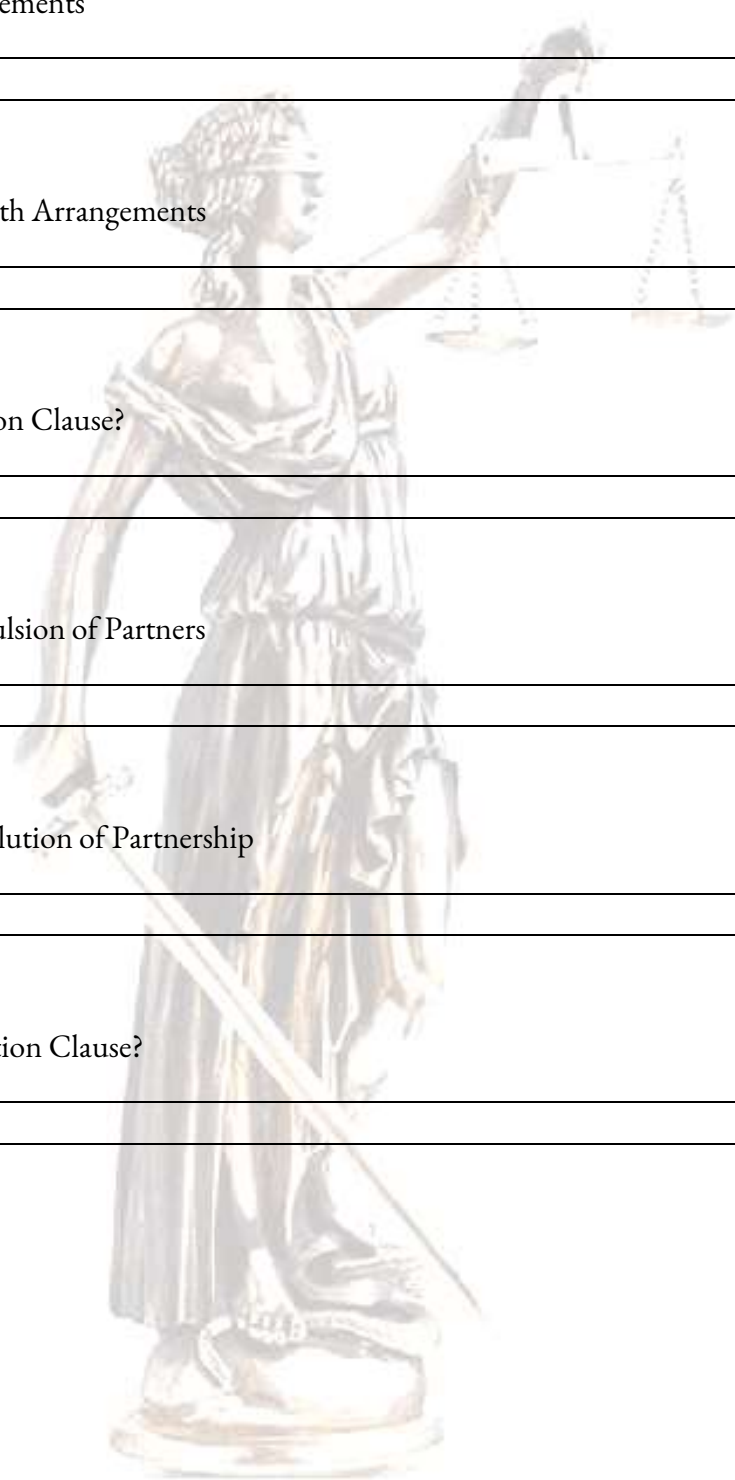 ements
th Arrangements
on Clause?
ulsion of Partners
lution of Partnership
tion Clause?